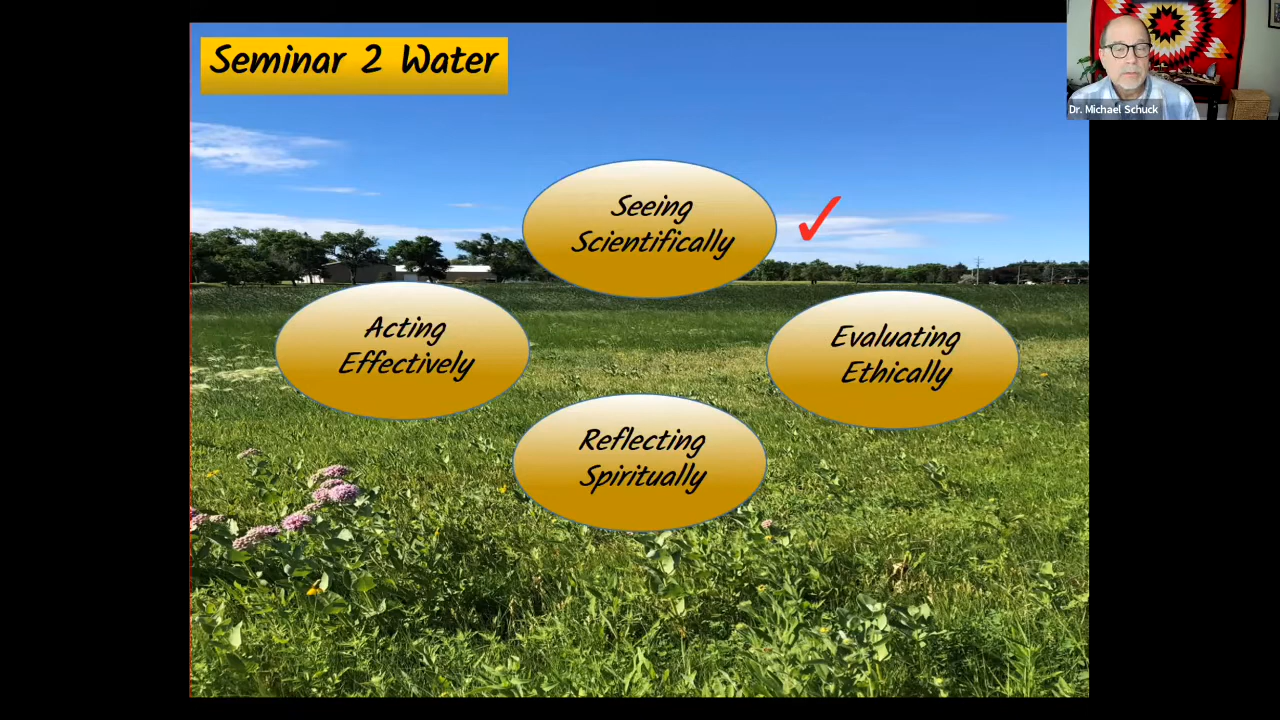 Seminar 2 Water
Dr. Michael Schuck
Seeing
Scientifically
Acting
Effectively
Evaluating
Ethically
Reflecting
Spiritually